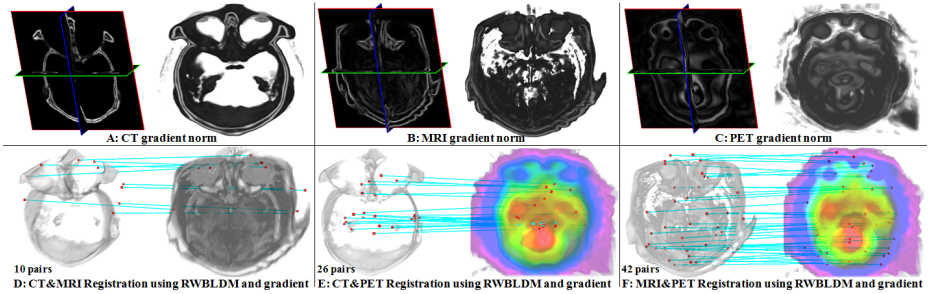 A: CT gradient norm
B: MRI gradient norm
C: PET gradient norm
10 pairs
26 pairs
42 pairs
D: CT&MRI Registration using RWBLDM and gradient
E: CT&PET Registration using RWBLDM and gradient
F: MRI&PET Registration using RWBLDM and gradient